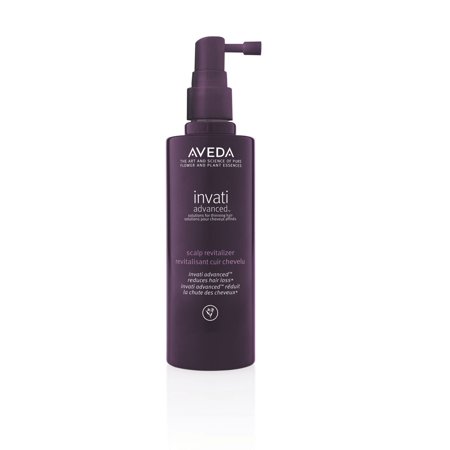 AVEDA
THE ART AND SCIENCE OF PURE
FLOWER AND PLANT ESSENCES
invati
advanced™
solutions for thinning hair
solutions pour cheveux affinés
scalp revitalizer
revitalisant cuir chevelu
invati advanced™
reduces hair loss*
invati advanced™ réduit
la chute des cheveux*